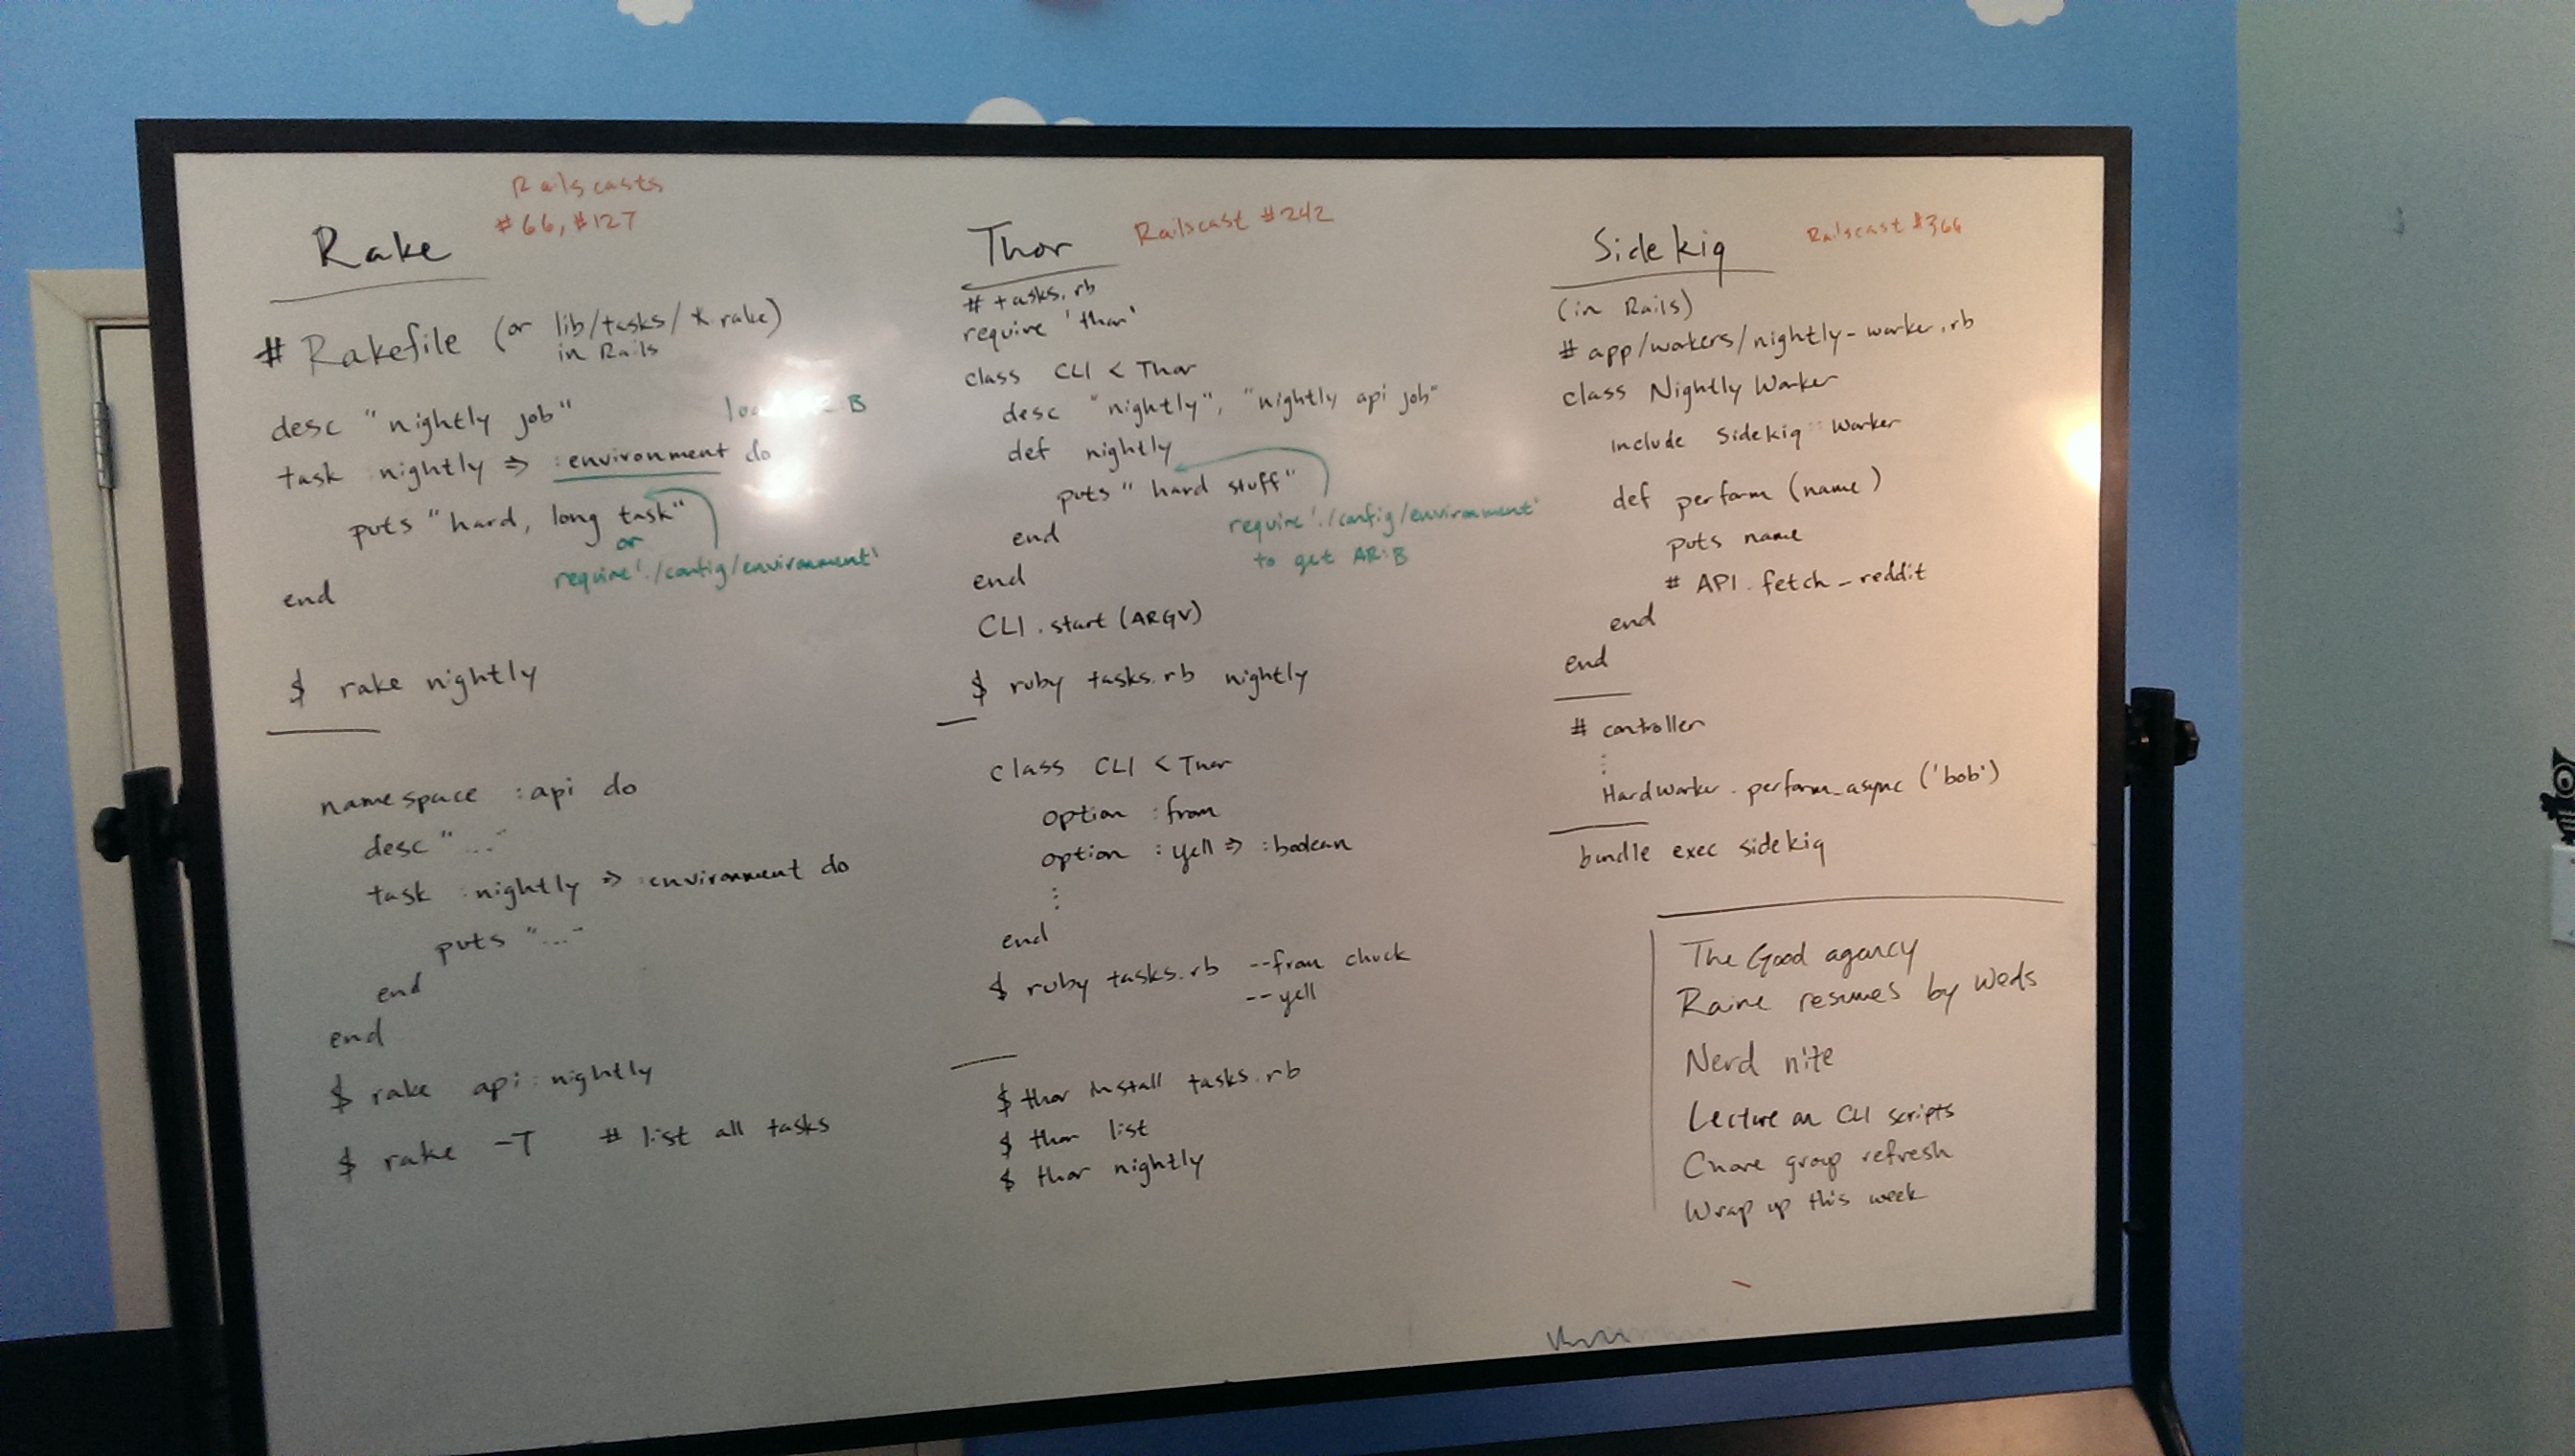 Rake
Railscasts
#66, #127
# Rakefile (or lib/tasks/*.rake)
in Rails
desc "nightly job"
task :nightly => :environment do
puts "hard, long task"
or
require './config/environment'
end
$ rake nightly
namespace :api do
desc "..."
task :nightly => :environment do
puts "..."
end
end
$ rake api:nightly
$ rake -T # list all tasks
Thor
Railscast #242
# tasks.rb
require 'thor'
class CLI < Thor
desc "nightly", "nightly api job"
def nightly
puts "hard stuff"
require './config/environment'
to get AR::B
end
end
CLI.start(ARGV)
$ ruby tasks.rb nightly
class CLI < Thor
option :from
option :yell => :boolean
⋮
end
$ ruby tasks.rb --from chuck
--yell
$ thor install tasks.rb
$ thor list
$ thor nightly
Sidekiq
Railscast #366
(in Rails)
# app/workers/nightly-worker.rb
class Nightly Worker
include Sidekiq::Worker
def perform (name)
puts name
# API.fetch_reddit
end
end
# controller
⋮
HardWorker.perform_async ('bob')
bundle exec sidekiq
The Good agency
Raine resumes by Weds
Nerd nite
Lecture on CLI scripts
Chore group refresh
Wrap up this week